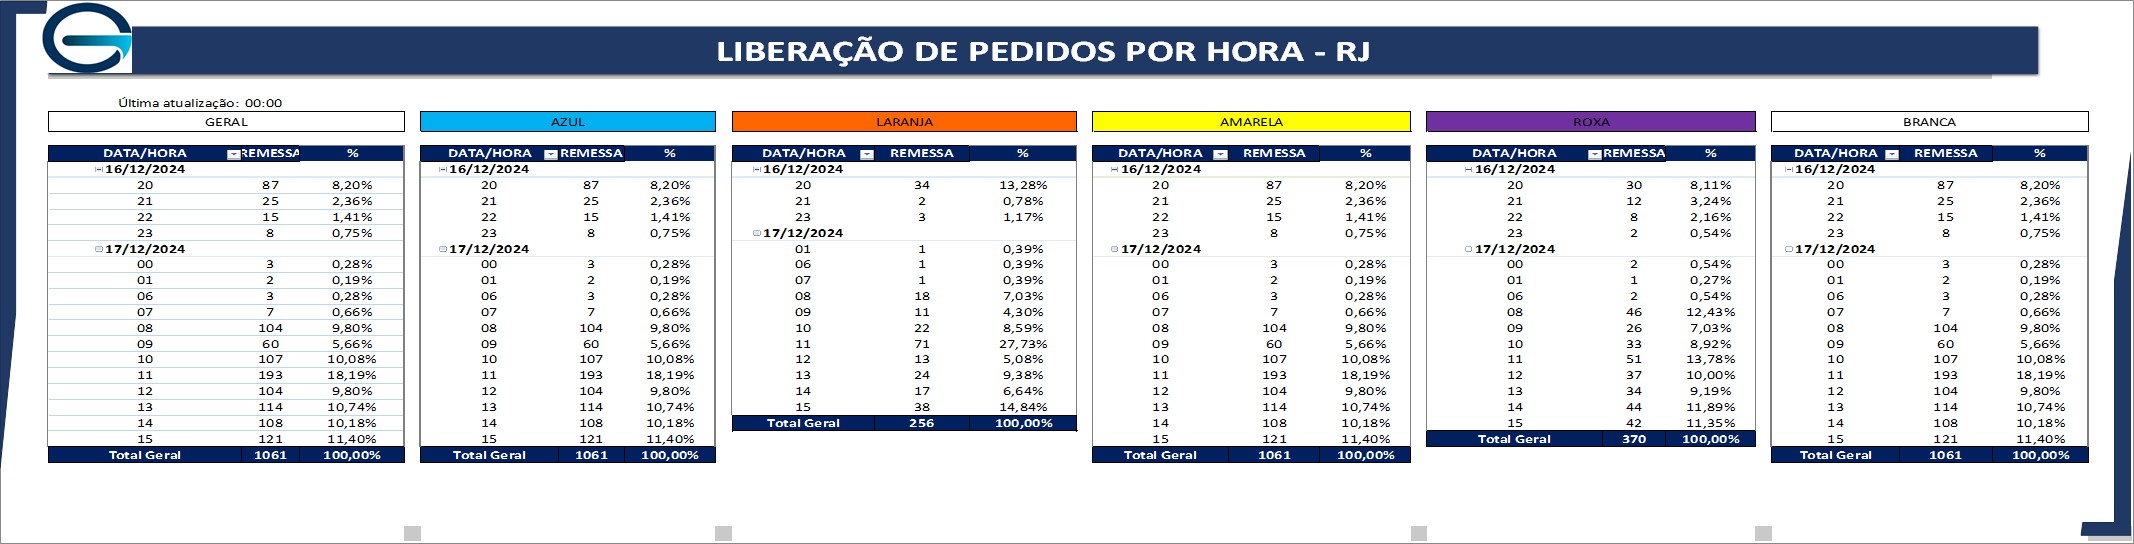 LIBERAÇÃO DE PEDIDOS POR HORA - RJ
Última atualização: 00:00
GERAL
DATA/HORA REMESSA %
16/12/2024
20 87 8,20%
21 25 2,36%
22 15 1,41%
23 8 0,75%
17/12/2024
00 3 0,28%
01 2 0,19%
06 3 0,28%
07 7 0,66%
08 104 9,80%
09 60 5,66%
10 107 10,08%
11 193 18,19%
12 104 9,80%
13 114 10,74%
14 108 10,18%
15 121 11,40%
Total Geral 1061 100,00%
AZUL
DATA/HORA REMESSA %
16/12/2024
20 87 8,20%
21 25 2,36%
22 15 1,41%
23 8 0,75%
17/12/2024
00 3 0,28%
01 2 0,19%
06 3 0,28%
07 7 0,66%
08 104 9,80%
09 60 5,66%
10 107 10,08%
11 193 18,19%
12 104 9,80%
13 114 10,74%
14 108 10,18%
15 121 11,40%
Total Geral 1061 100,00%
LARANJA
DATA/HORA REMESSA %
16/12/2024
20 34 13,28%
21 2 0,78%
23 3 1,17%
17/12/2024
01 1 0,39%
06 1 0,39%
07 1 0,39%
08 18 7,03%
09 11 4,30%
10 22 8,59%
11 71 27,73%
12 13 5,08%
13 24 9,38%
14 17 6,64%
15 38 14,84%
Total Geral 256 100,00%
AMARELA
DATA/HORA REMESSA %
16/12/2024
20 87 8,20%
21 25 2,36%
22 15 1,41%
23 8 0,75%
17/12/2024
00 3 0,28%
01 2 0,19%
06 3 0,28%
07 7 0,66%
08 104 9,80%
09 60 5,66%
10 107 10,08%
11 193 18,19%
12 104 9,80%
13 114 10,74%
14 108 10,18%
15 121 11,40%
Total Geral 1061 100,00%
ROXA
DATA/HORA REMESSA %
16/12/2024
20 30 8,11%
21 12 3,24%
22 8 2,16%
23 2 0,54%
17/12/2024
00 2 0,54%
01 1 0,27%
06 2 0,54%
08 46 12,43%
09 26 7,03%
10 33 8,92%
11 51 13,78%
12 37 10,00%
13 34 9,19%
14 44 11,89%
15 42 11,35%
Total Geral 370 100,00%
BRANCA
DATA/HORA REMESSA %
16/12/2024
20 87 8,20%
21 25 2,36%
22 15 1,41%
23 8 0,75%
17/12/2024
00 3 0,28%
01 2 0,19%
06 3 0,28%
07 7 0,66%
08 104 9,80%
09 60 5,66%
10 107 10,08%
11 193 18,19%
12 104 9,80%
13 114 10,74%
14 108 10,18%
15 121 11,40%
Total Geral 1061 100,00%